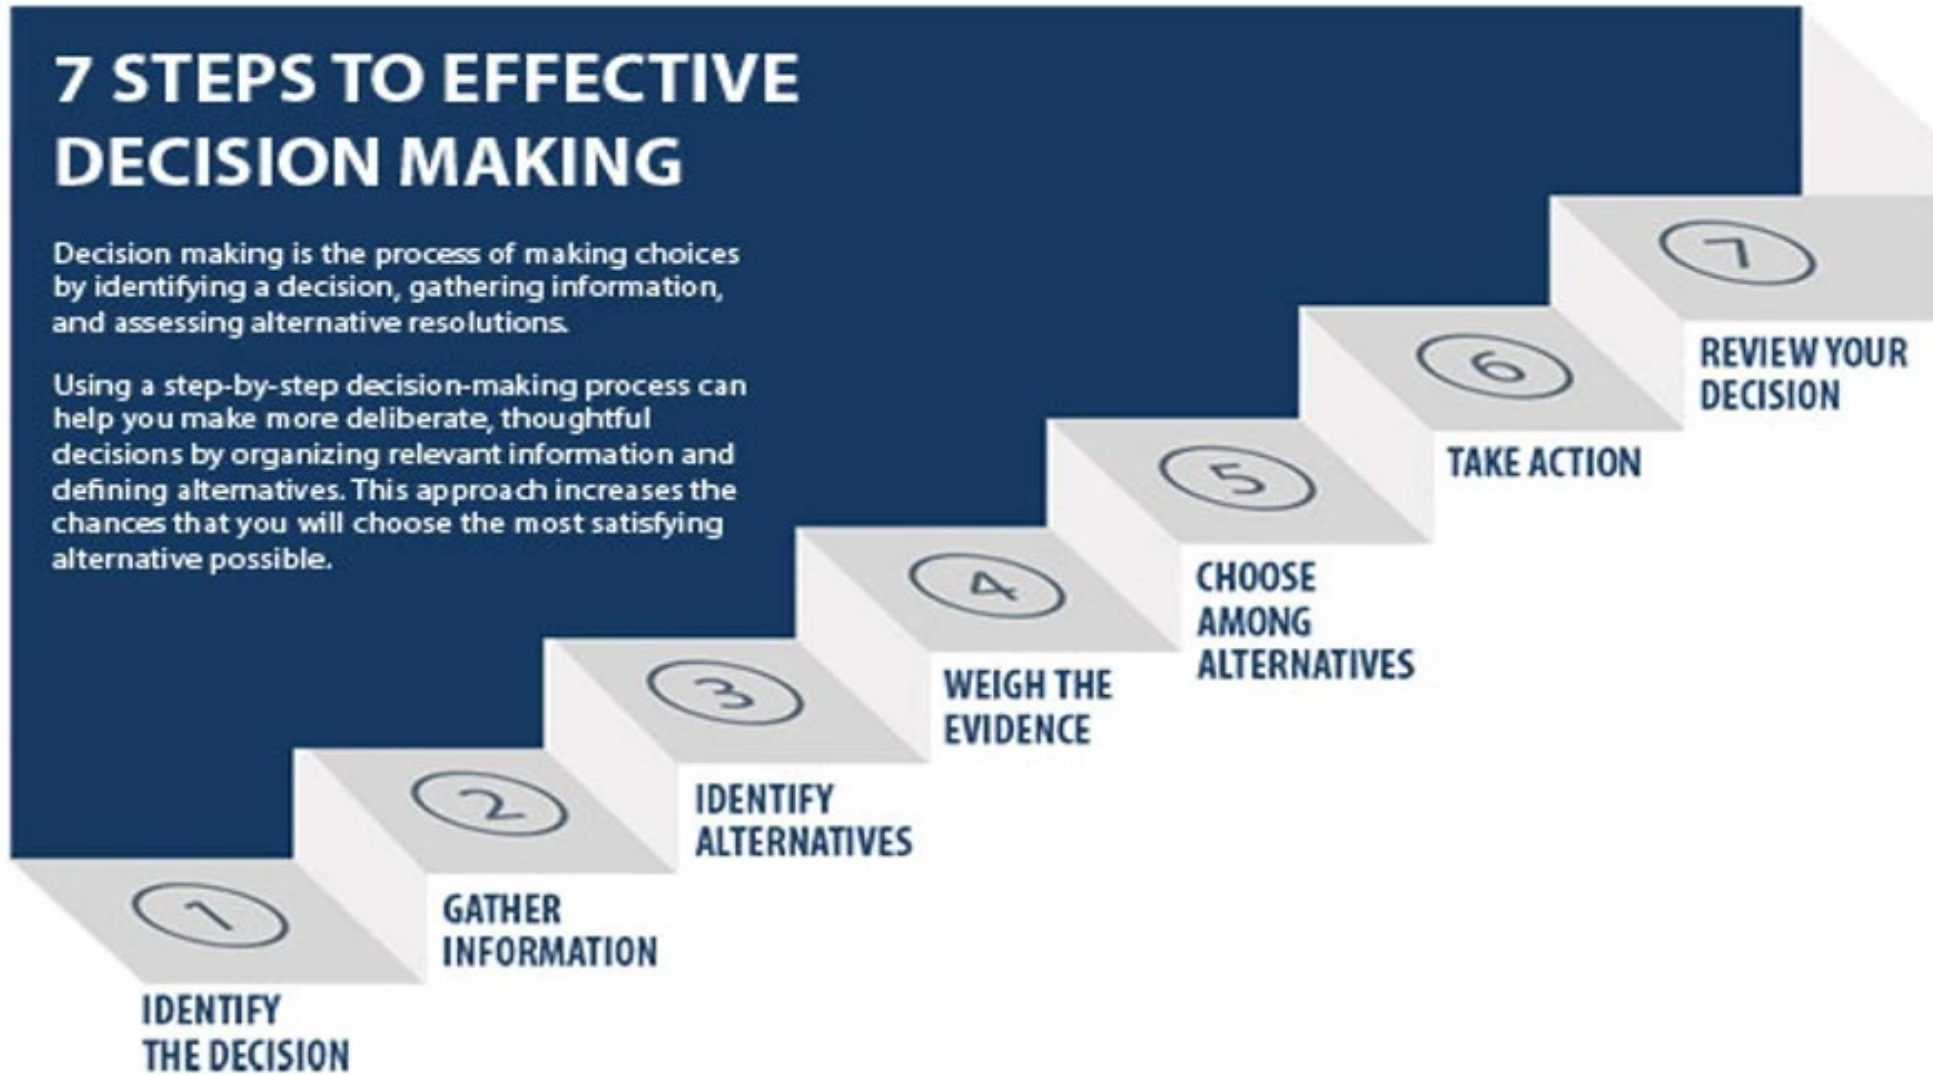 7 STEPS TO EFFECTIVE
DECISION MAKING
Decision making is the process of making choices
by identifying a decision, gathering information,
and assessing alternative resolutions.
Using a step-by-step decision-making process can
help you make more deliberate, thoughtful
decisions by organizing relevant information and
defining alternatives. This approach increases the
chances that you will choose the most satisfying
alternative possible.
1
IDENTIFY
THE DECISION
2
GATHER
INFORMATION
3
IDENTIFY
ALTERNATIVES
4
WEIGH THE
EVIDENCE
5
CHOOSE
AMONG
ALTERNATIVES
6
TAKE ACTION
7
REVIEW YOUR
DECISION